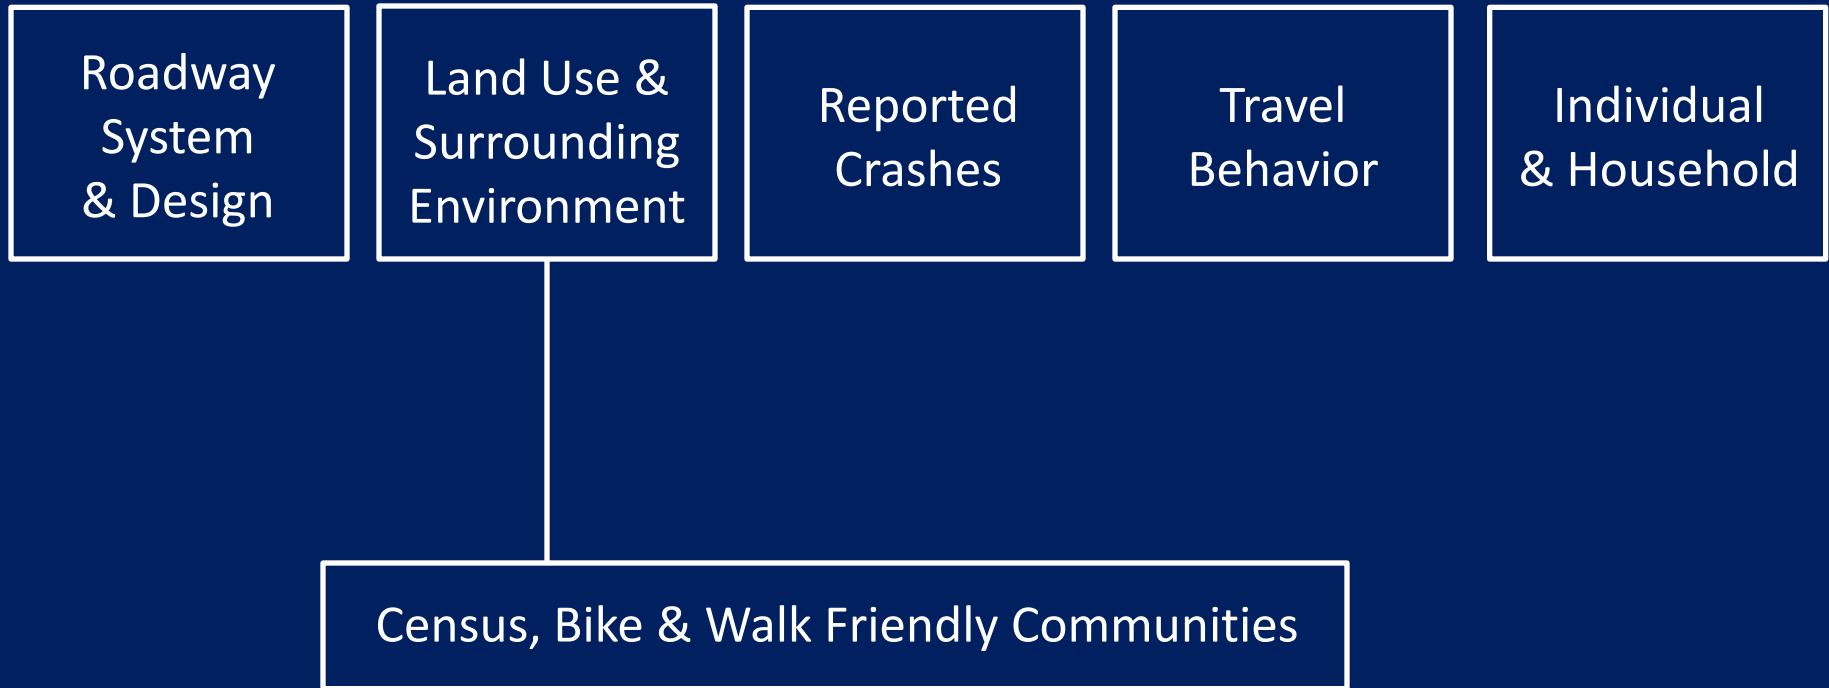 Roadway
System
& Design
Land Use &
Surrounding
Environment
Reported
Crashes
Travel
Behavior
Individual
& Household
Census, Bike & Walk Friendly Communities